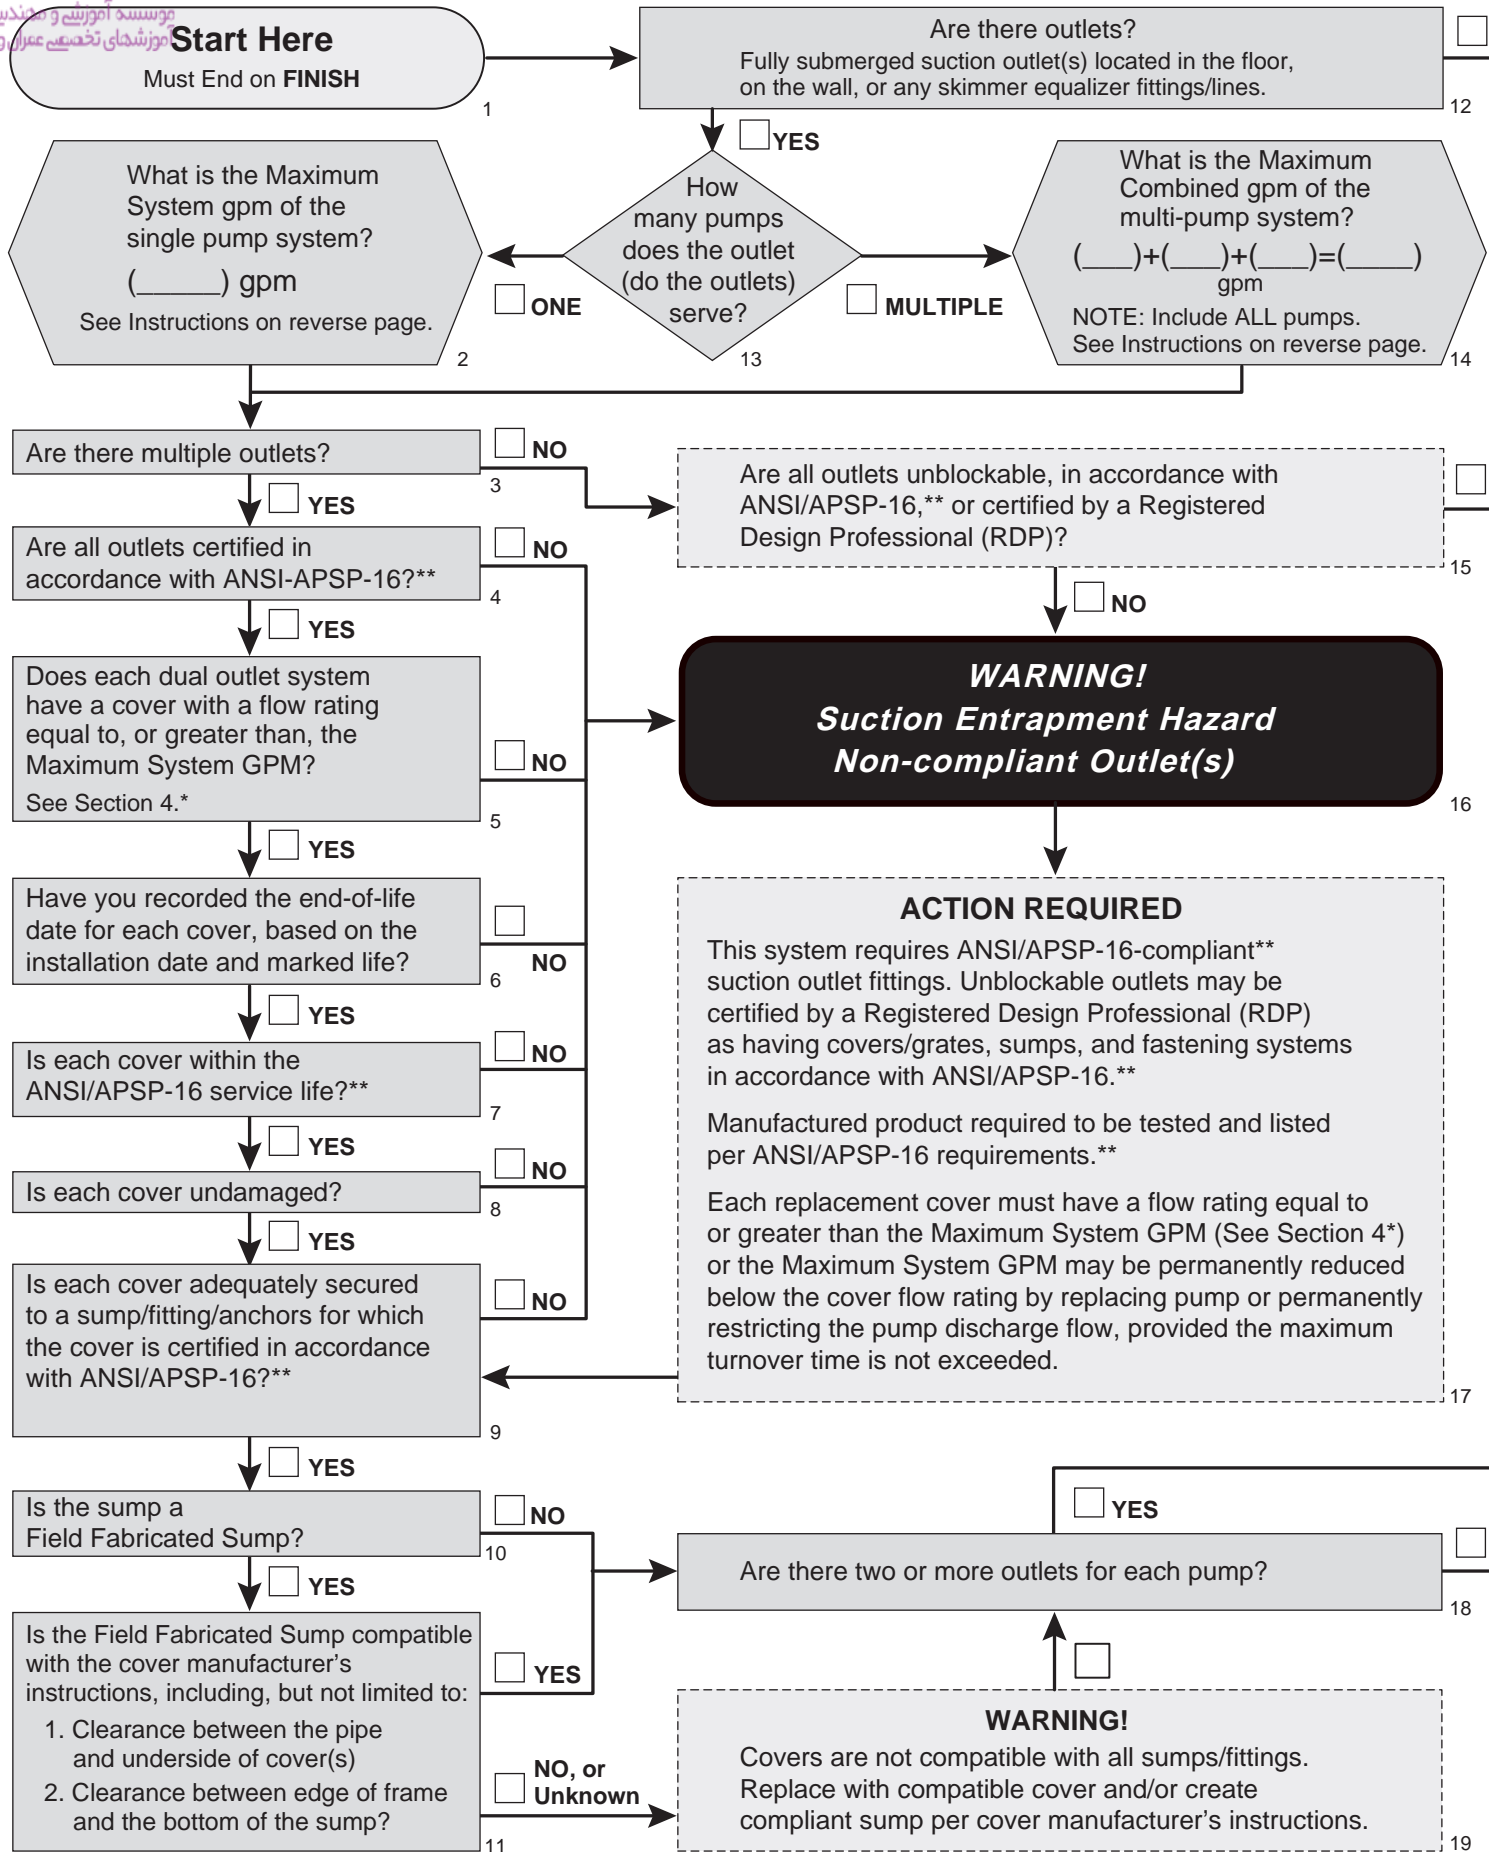 موسسه آموزشی و مهندسی
آموزشهای تخصصی عمران و
Start Here
Must End on FINISH
1
Are there outlets?
Fully submerged suction outlet(s) located in the floor,
on the wall, or any skimmer equalizer fittings/lines.
12
YES
What is the Maximum
System gpm of the
single pump system?
(_____) gpm
See Instructions on reverse page.
2
How
many pumps
does the outlet
(do the outlets)
serve?
13
ONE
MULTIPLE
What is the Maximum
Combined gpm of the
multi-pump system?
(___)+(___)+(___)=(____)
gpm
NOTE: Include ALL pumps.
See Instructions on reverse page.
14
Are there multiple outlets?
3
NO
YES
Are all outlets unblockable, in accordance with
ANSI/APSP-16,** or certified by a Registered
Design Professional (RDP)?
15
NO
Are all outlets certified in
accordance with ANSI-APSP-16?**
4
NO
YES
WARNING!
Suction Entrapment Hazard
Non-compliant Outlet(s)
16
Does each dual outlet system
have a cover with a flow rating
equal to, or greater than, the
Maximum System GPM?
See Section 4.*
5
NO
YES
Have you recorded the end-of-life
date for each cover, based on the
installation date and marked life?
6
NO
YES
Is each cover within the
ANSI/APSP-16 service life?**
7
NO
YES
Is each cover undamaged?
8
NO
YES
Is each cover adequately secured
to a sump/fitting/anchors for which
the cover is certified in accordance
with ANSI/APSP-16?**
9
NO
YES
ACTION REQUIRED
This system requires ANSI/APSP-16-compliant**
suction outlet fittings. Unblockable outlets may be
certified by a Registered Design Professional (RDP)
as having covers/grates, sumps, and fastening systems
in accordance with ANSI/APSP-16.**
Manufactured product required to be tested and listed
per ANSI/APSP-16 requirements.**
Each replacement cover must have a flow rating equal to
or greater than the Maximum System GPM (See Section 4*)
or the Maximum System GPM may be permanently reduced
below the cover flow rating by replacing pump or permanently
restricting the pump discharge flow, provided the maximum
turnover time is not exceeded.
17
Is the sump a
Field Fabricated Sump?
10
NO
YES
YES
Are there two or more outlets for each pump?
18
Is the Field Fabricated Sump compatible
with the cover manufacturer's
instructions, including, but not limited to:
1. Clearance between the pipe
and underside of cover(s)
2. Clearance between edge of frame
and the bottom of the sump?
11
YES
NO, or
Unknown
WARNING!
Covers are not compatible with all sumps/fittings.
Replace with compatible cover and/or create
compliant sump per cover manufacturer's instructions.
19